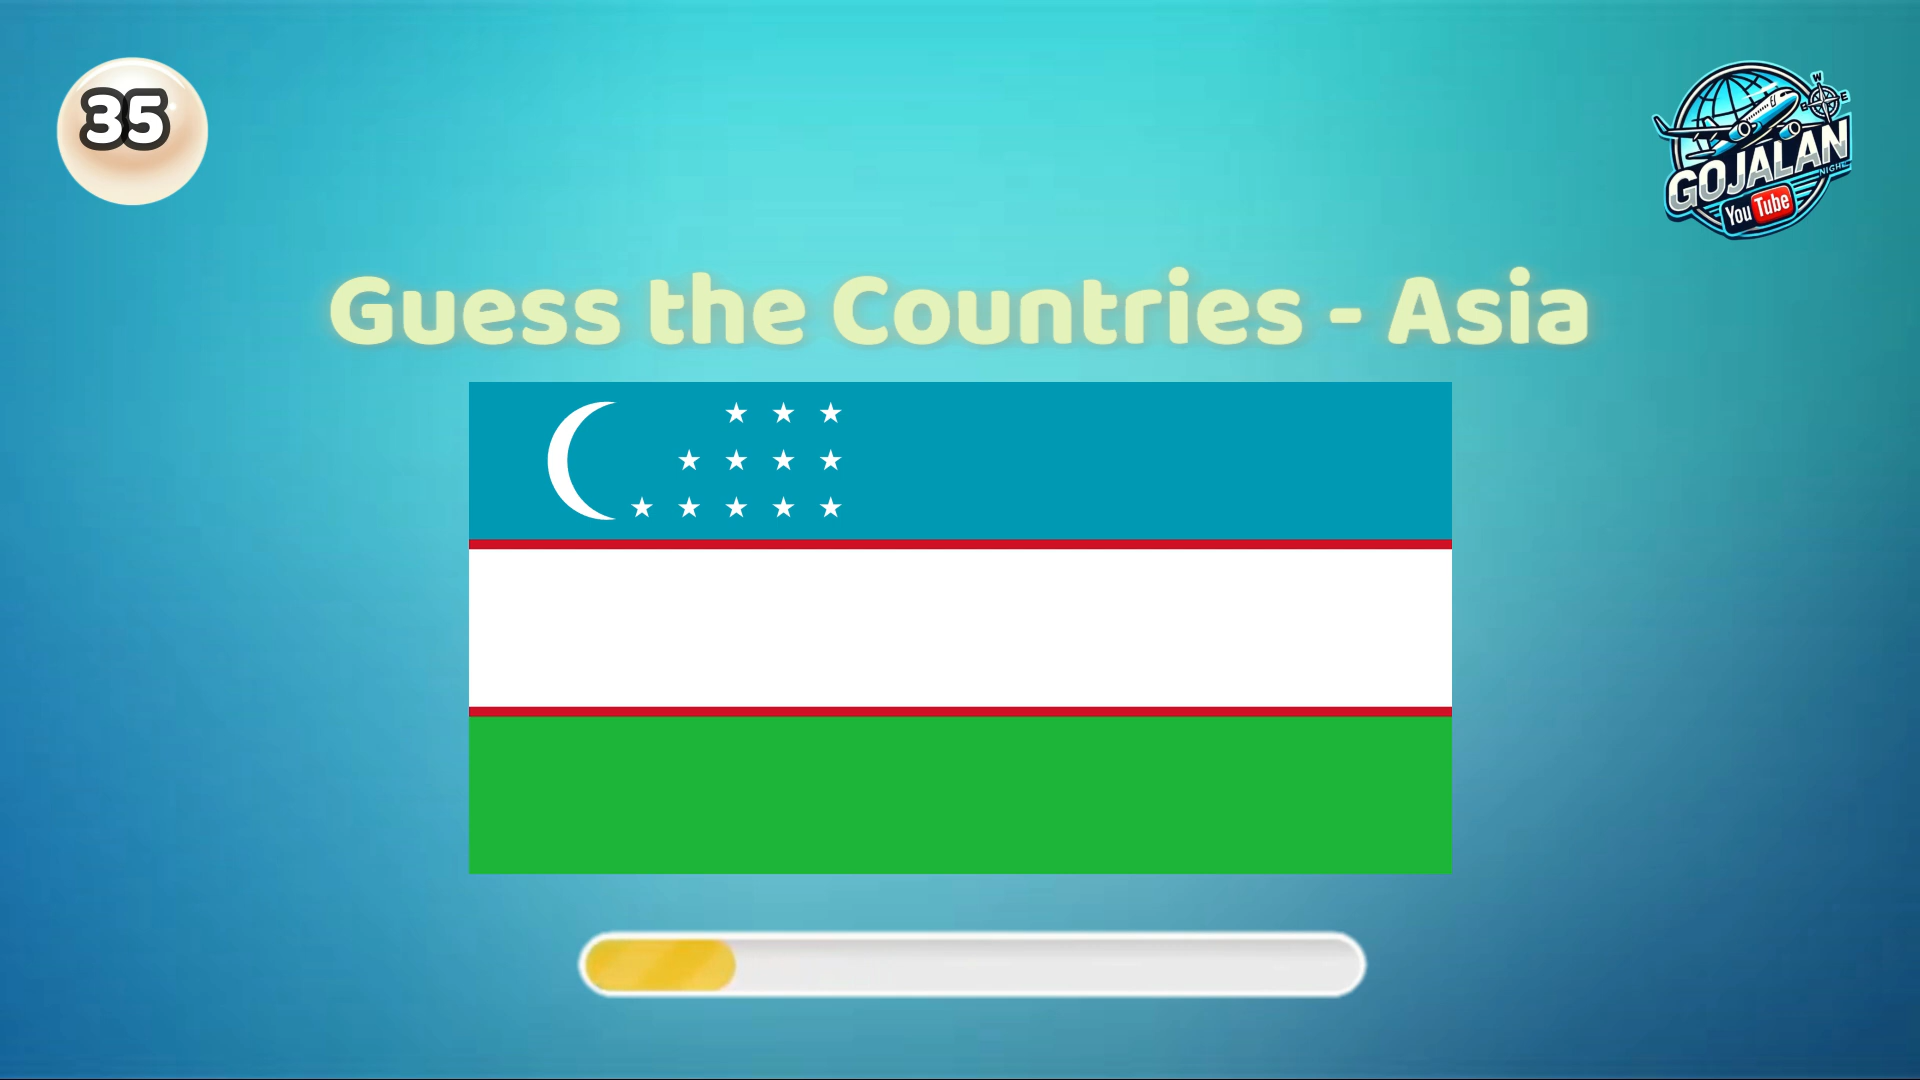 35
W
E
GOJALAN
NIGHT
YouTube
Guess the Countries - Asia